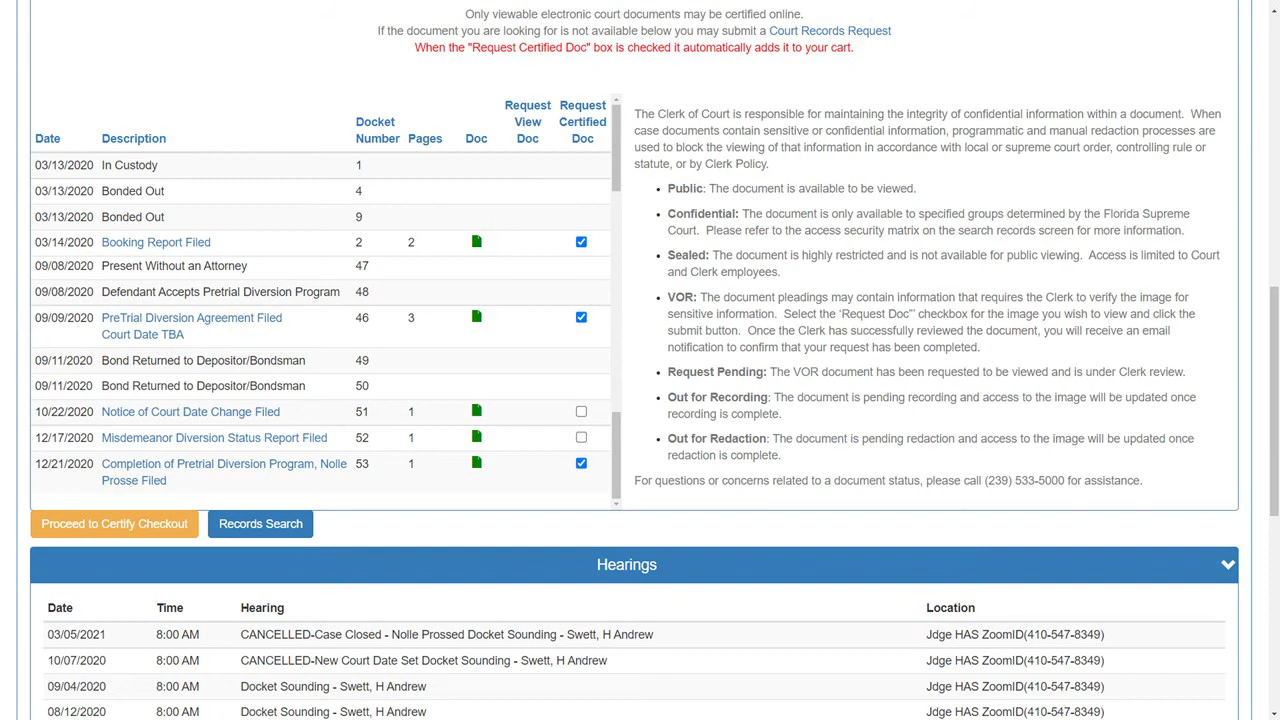 Only viewable electronic court documents may be certified online.
If the document you are looking for is not available below you may submit a Court Records Request
When the "Request Certified Doc" box is checked it automatically adds it to your cart.
Date Description Docket Number Pages Doc Request View Doc Request Certified Doc
03/13/2020 In Custody 1
03/13/2020 Bonded Out 4
03/13/2020 Bonded Out 9
03/14/2020 Booking Report Filed 2 2
09/08/2020 Present Without an Attorney 47
09/08/2020 Defendant Accepts Pretrial Diversion Program 48
09/09/2020 PreTrial Diversion Agreement Filed 46 3
Court Date TBA
09/11/2020 Bond Returned to Depositor/Bondsman 49
09/11/2020 Bond Returned to Depositor/Bondsman 50
10/22/2020 Notice of Court Date Change Filed 51 1
12/17/2020 Misdemeanor Diversion Status Report Filed 52 1
12/21/2020 Completion of Pretrial Diversion Program, Nolle 53 1
Prosse Filed
The Clerk of Court is responsible for maintaining the integrity of confidential information within a document. When
case documents contain sensitive or confidential information, programmatic and manual redaction processes are
used to block the viewing of that information in accordance with local or supreme court order, controlling rule or
statute, or by Clerk Policy.
Public: The document is available to be viewed.
Confidential: The document is only available to specified groups determined by the Florida Supreme
Court. Please refer to the access security matrix on the search records screen for more information.
Sealed: The document is highly restricted and is not available for public viewing. Access is limited to Court
and Clerk employees.
VOR: The document pleadings may contain information that requires the Clerk to verify the image for
sensitive information. Select the ‘Request Doc"’ checkbox for the image you wish to view and click the
submit button. Once the Clerk has successfully reviewed the document, you will receive an email
notification to confirm that your request has been completed.
Request Pending: The VOR document has been requested to be viewed and is under Clerk review.
Out for Recording: The document is pending recording and access to the image will be updated once
recording is complete.
Out for Redaction: The document is pending redaction and access to the image will be updated once
redaction is complete.
For questions or concerns related to a document status, please call (239) 533-5000 for assistance.
Proceed to Certify Checkout Records Search
Hearings
Date Time Hearing Location
03/05/2021 8:00 AM CANCELLED-Case Closed - Nolle Prossed Docket Sounding - Swett, H Andrew Jdge HAS ZoomID(410-547-8349)
10/07/2020 8:00 AM CANCELLED-New Court Date Set Docket Sounding - Swett, H Andrew Jdge HAS ZoomID(410-547-8349)
09/04/2020 8:00 AM Docket Sounding - Swett, H Andrew Jdge HAS ZoomID(410-547-8349)
08/12/2020 8:00 AM Docket Sounding - Swett, H Andrew Jdge HAS ZoomID(410-547-8349)